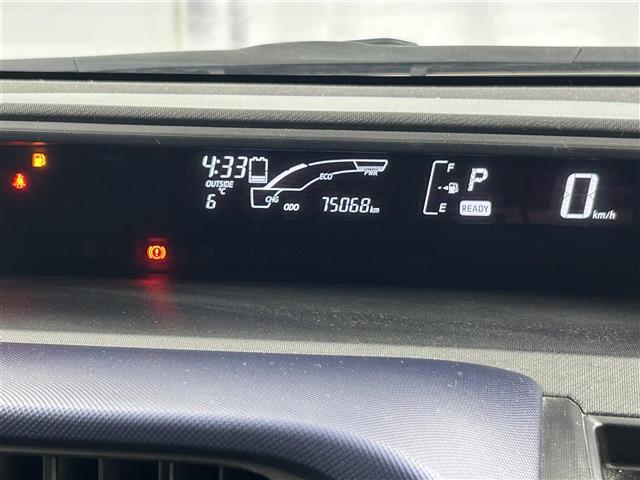 4:33
OUTSIDE
6 °C
ECO
PWR
CHG
ODO 75068 km
F
E
P
READY
0 km/h